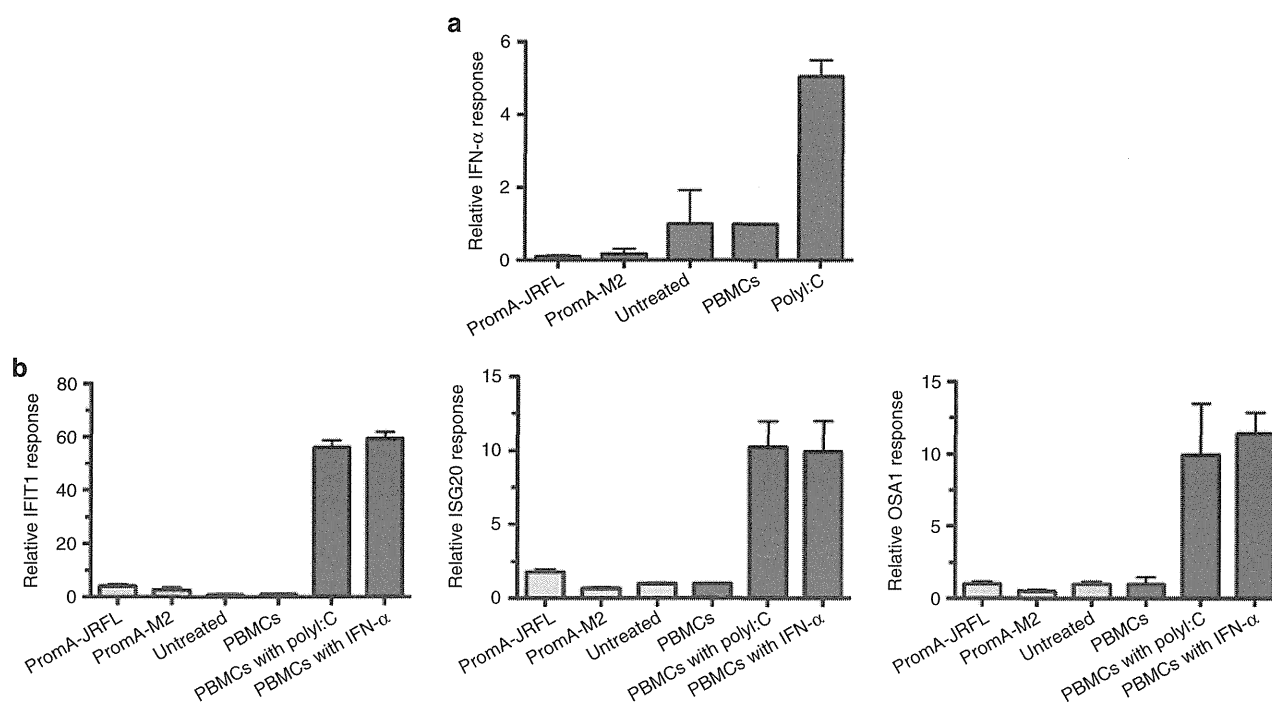 a
Relative IFN-α response
6
4
2
0
PromA-JRFL
PromA-M2
Untreated
PBMCs
PolyI:C
b
Relative IFIT1 response
80
60
40
20
0
PromA-JRFL
PromA-M2
Untreated
PBMCs
PBMCs with polyI:C
PBMCs with IFN-α
Relative ISG20 response
15
10
5
0
PromA-JRFL
PromA-M2
Untreated
PBMCs
PBMCs with polyI:C
PBMCs with IFN-α
Relative OSA1 response
15
10
5
0
PromA-JRFL
PromA-M2
Untreated
PBMCs
PBMCs with polyI:C
PBMCs with IFN-α